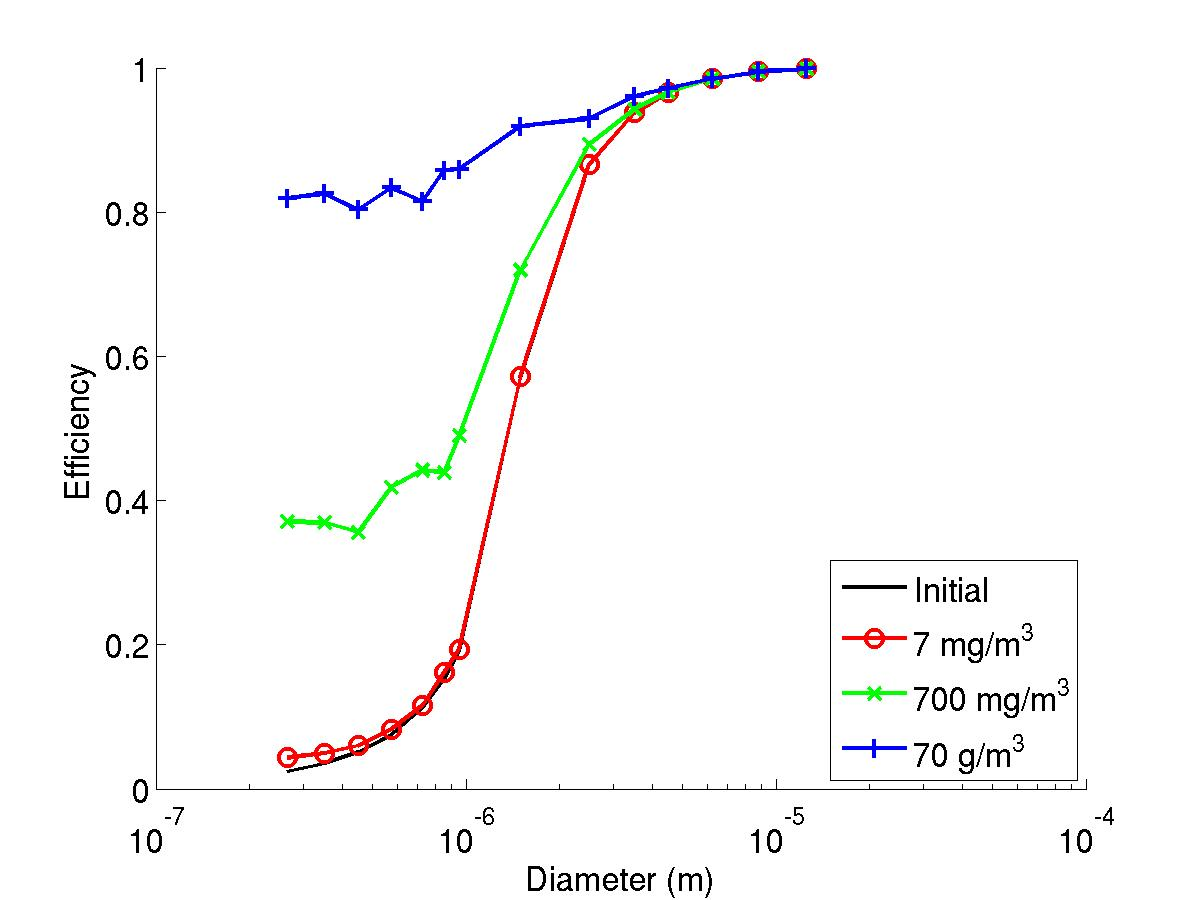 1
0.8
0.6
0.4
0.2
0
Efficiency
10^-7
10^-6
10^-5
10^-4
Diameter (m)
Initial
7 mg/m^3
700 mg/m^3
70 g/m^3